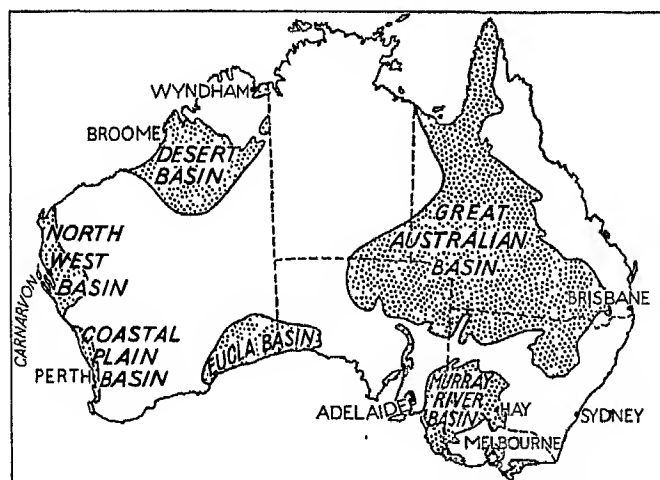 WYNDHAM
BROOME
DESERT
BASIN
NORTH
WEST
BASIN
CARNARVON
COASTAL
PLAIN
BASIN
PERTH
EUCLA BASIN
GREAT
AUSTRALIAN
BASIN
BRISBANE
ADELAIDE
MURRAY
RIVER
BASIN
HAY
SYDNEY
MELBOURNE